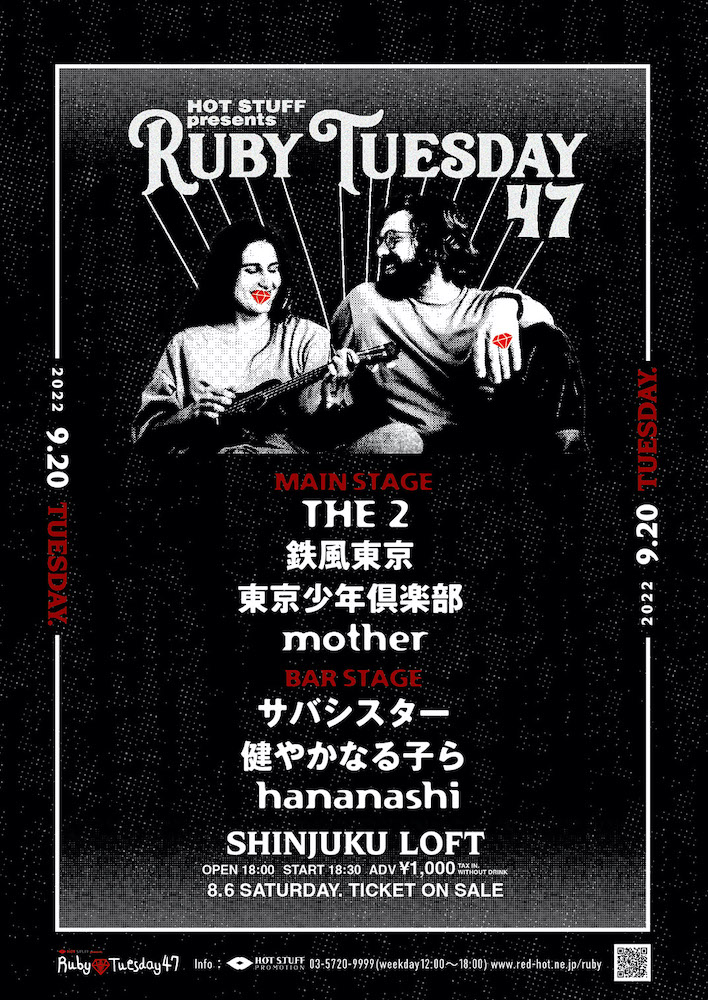 HOT STUFF
presents
RUBY TUESDAY
47
2022 9.20 TUESDAY.
2022 9.20 TUESDAY.
MAIN STAGE
THE 2
鉄風東京
東京少年倶楽部
mother
BAR STAGE
サバシスター
健やかなる子ら
hananashi
SHINJUKU LOFT
OPEN 18:00 START 18:30 ADV ¥1,000 TAX IN. WITHOUT DRINK
8.6 SATURDAY. TICKET ON SALE
Ruby Tuesday47 Info : HOT STUFF PROMOTION 03-5720-9999(weekday12:00〜18:00) www.red-hot.ne.jp/ruby